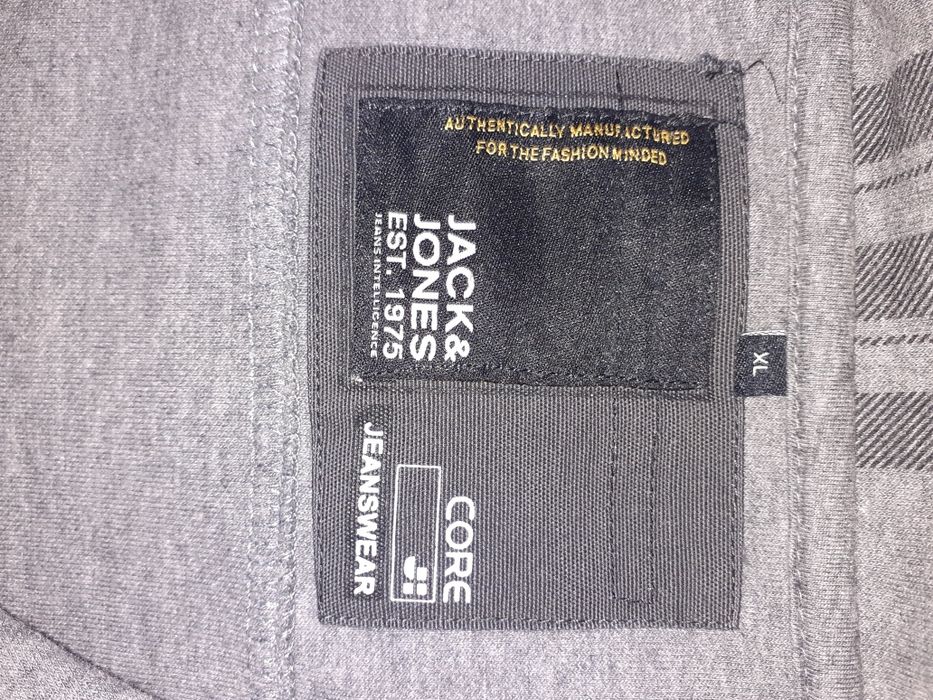 AUTHENTICALLY MANUFACTURED
FOR THE FASHION MINDED
JACK&
JONES
EST. 1975
JEANS INTELLIGENCE
XL
CORE
JEANSWEAR